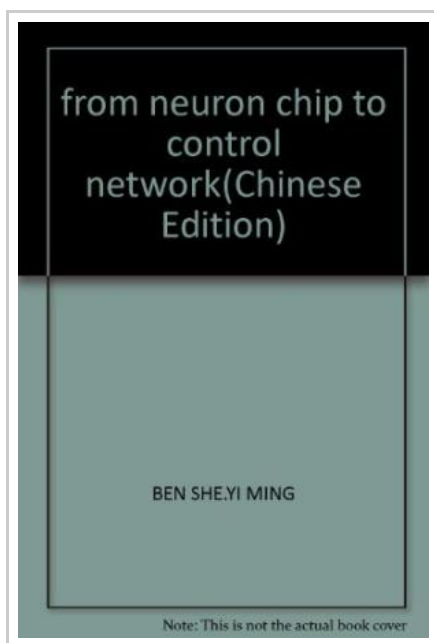 from neuron chip to
control
network(Chinese
Edition)
BEN SHE.YI MING
Note: This is not the actual book cover